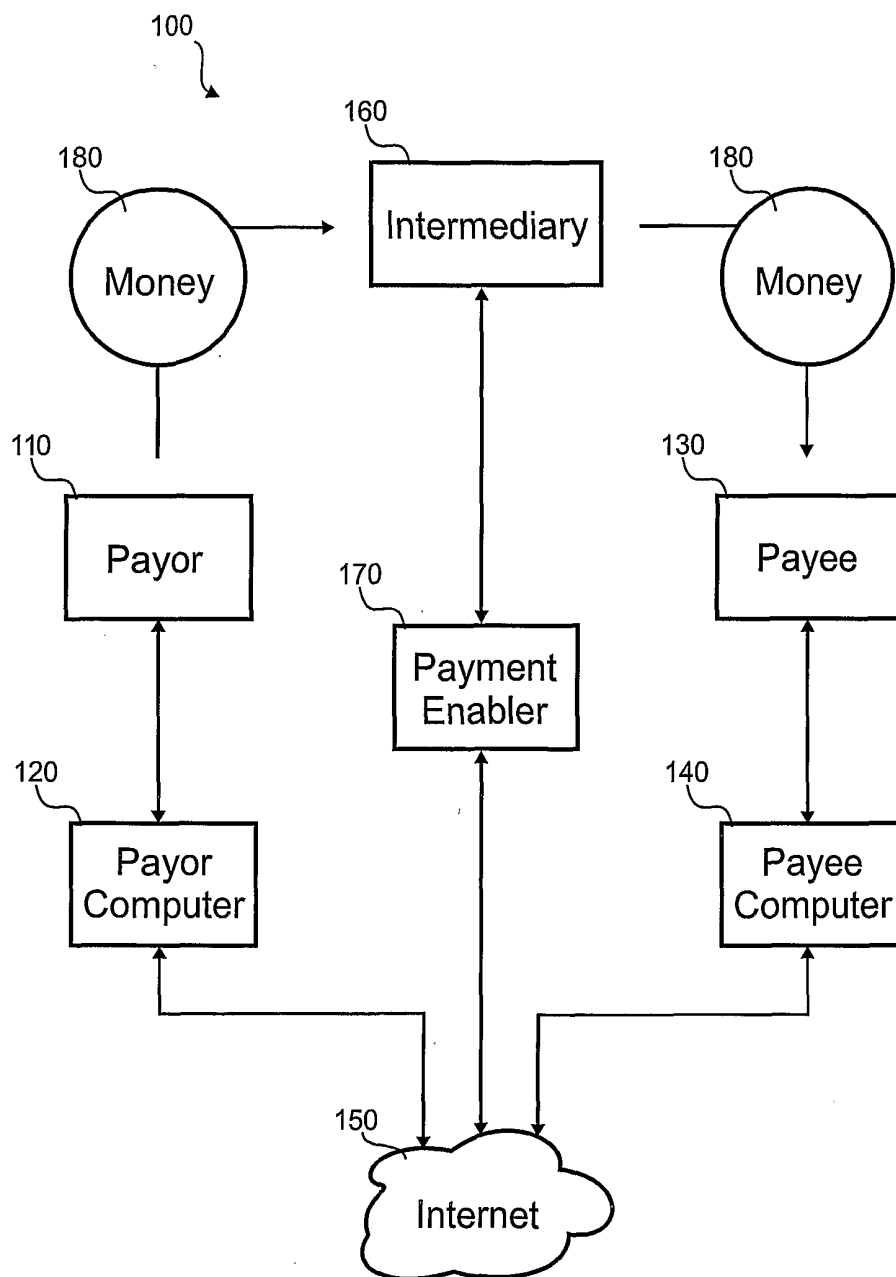 100
160
180
180
Intermediary
Money
Money
110
130
Payor
170
Payee
Payment
Enabler
120
140
Payor
Computer
Payee
Computer
150
Internet